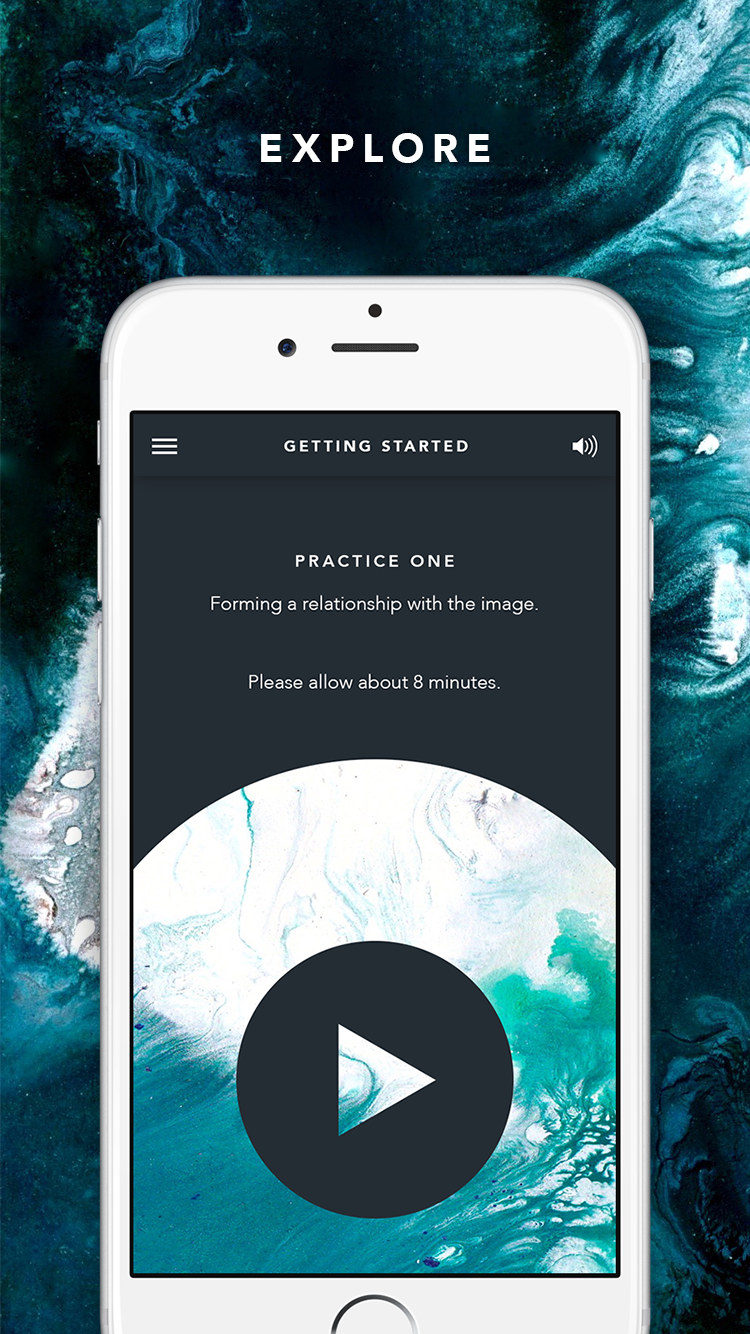 EXPLORE
GETTING STARTED
PRACTICE ONE
Forming a relationship with the image.
Please allow about 8 minutes.